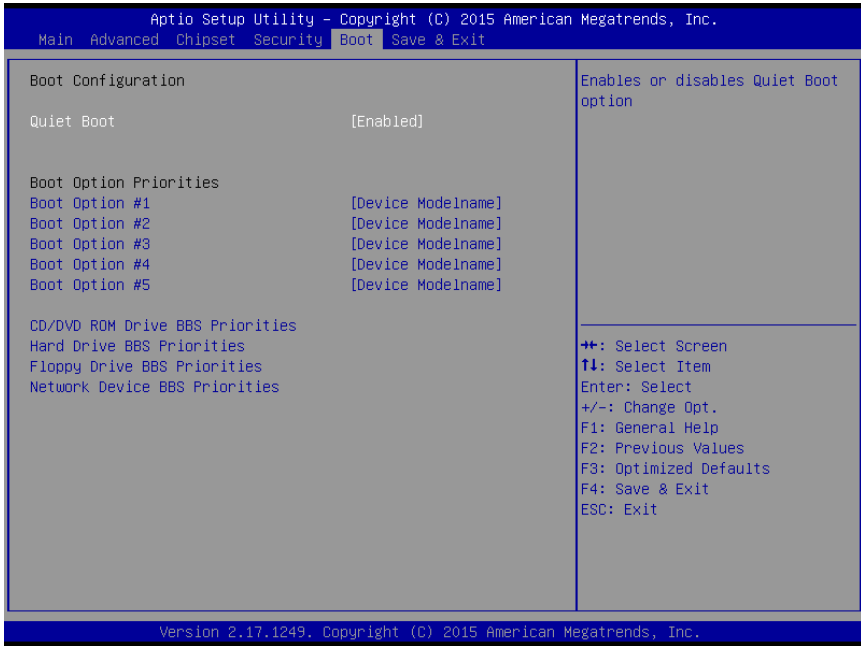 Aptio Setup Utility – Copyright (C) 2015 American Megatrends, Inc.
Main Advanced Chipset Security Boot Save & Exit
Boot Configuration
Quiet Boot [Enabled]
Boot Option Priorities
Boot Option #1 [Device Modelname]
Boot Option #2 [Device Modelname]
Boot Option #3 [Device Modelname]
Boot Option #4 [Device Modelname]
Boot Option #5 [Device Modelname]
CD/DVD ROM Drive BBS Priorities
Hard Drive BBS Priorities
Floppy Drive BBS Priorities
Network Device BBS Priorities
Enables or disables Quiet Boot
option
→←: Select Screen
↑↓: Select Item
Enter: Select
+/-: Change Opt.
F1: General Help
F2: Previous Values
F3: Optimized Defaults
F4: Save & Exit
ESC: Exit
Version 2.17.1249. Copyright (C) 2015 American Megatrends, Inc.